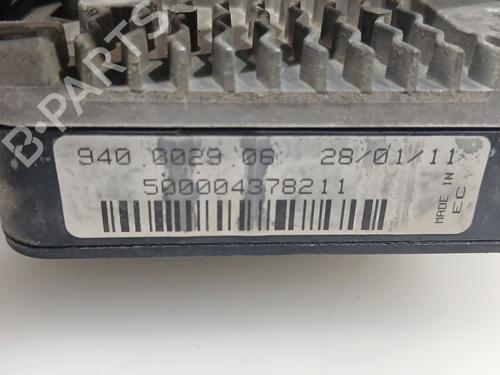 B-PARTS
940 0029 06 28/01/11
500004378211
MADE IN
EC